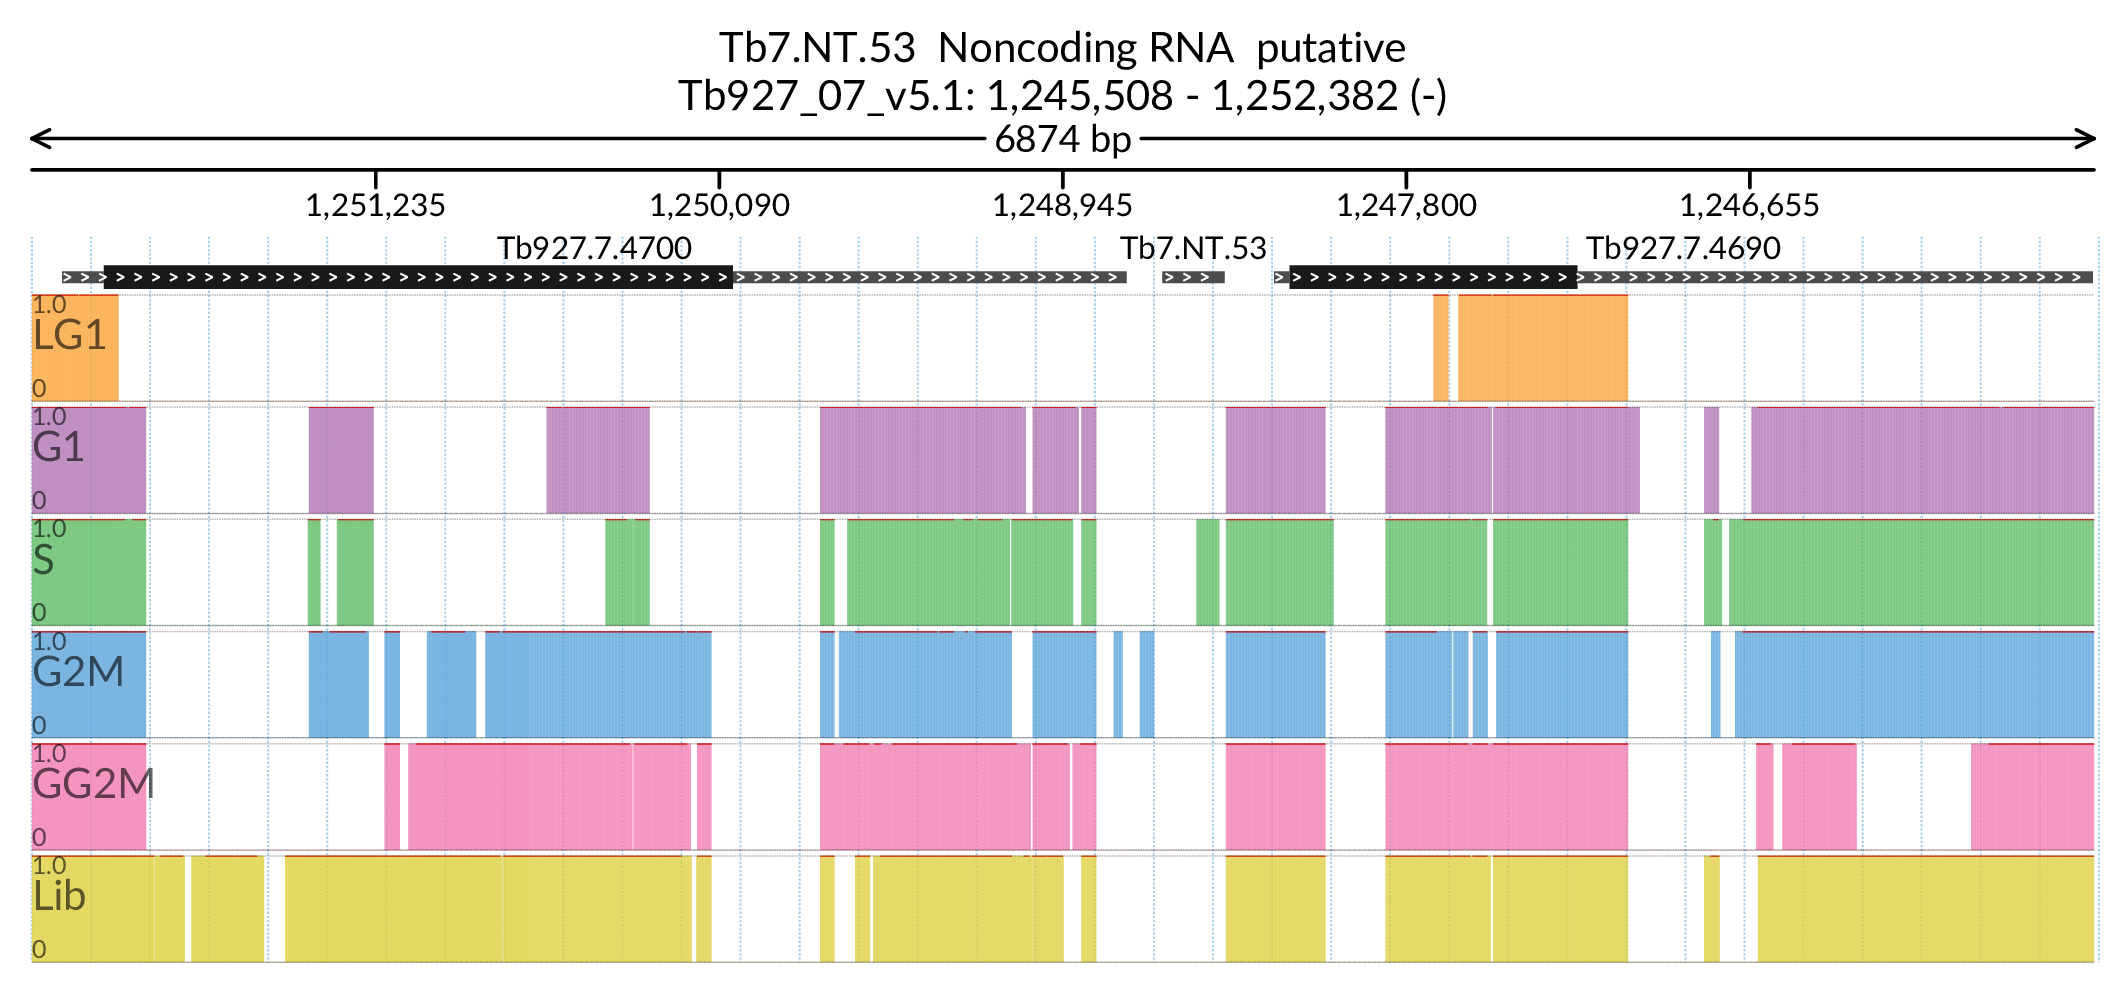 Tb7.NT.53 Noncoding RNA putative
Tb927_07_v5.1: 1,245,508 - 1,252,382 (-)
6874 bp
1,251,235 1,250,090 1,248,945 1,247,800 1,246,655
Tb927.7.4700 Tb7.NT.53 Tb927.7.4690
1.0
LG1
0
1.0
G1
0
1.0
S
0
1.0
G2M
0
1.0
GG2M
0
1.0
Lib
0